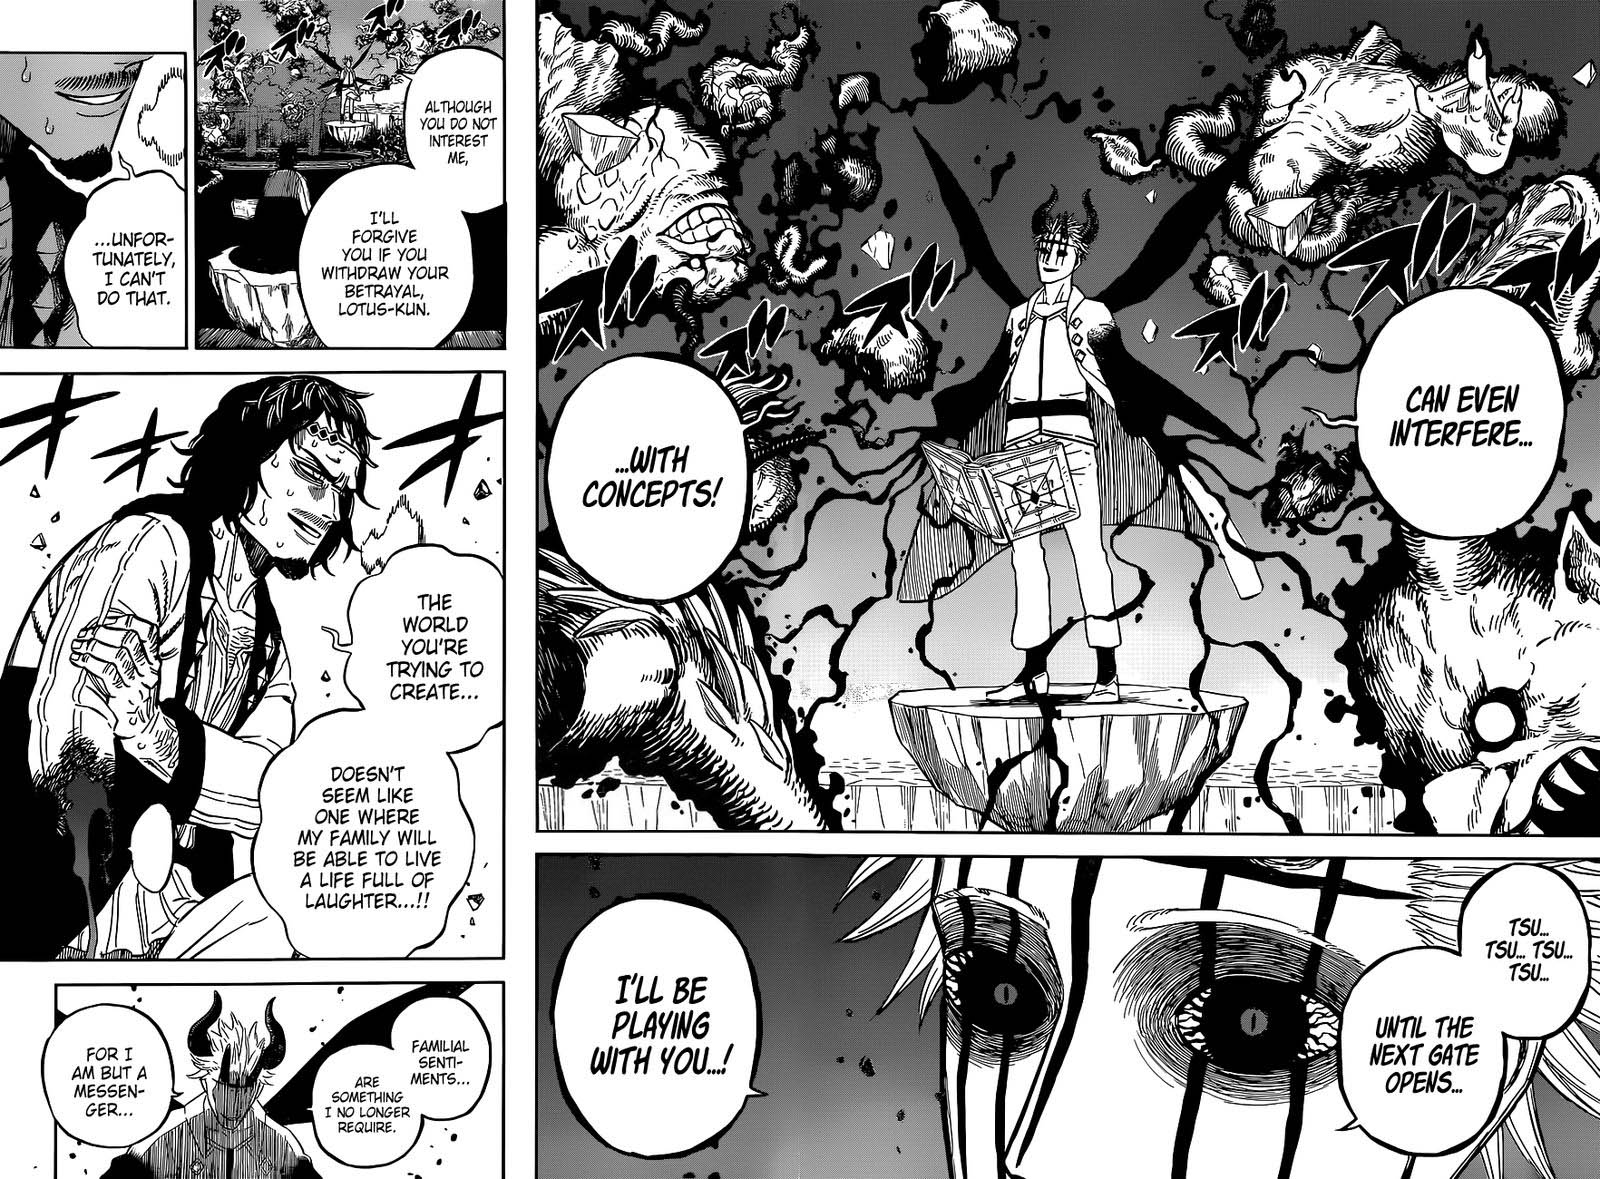 CAN EVEN
INTERFERE...
...WITH
CONCEPTS!
TSU...
TSU... TSU...
TSU...
UNTIL THE
NEXT GATE
OPENS...
I'LL BE
PLAYING
WITH YOU...!
ALTHOUGH
YOU DO NOT
INTEREST
ME,
I'LL
FORGIVE
YOU IF YOU
WITHDRAW YOUR
BETRAYAL,
LOTUS-KUN.
...UNFOR-
TUNATELY,
I CAN'T
DO THAT.
THE
WORLD
YOU'RE
TRYING TO
CREATE...
DOESN'T
SEEM LIKE
ONE WHERE
MY FAMILY WILL
BE ABLE TO LIVE
A LIFE FULL OF
LAUGHTER...!!
FAMILIAL
SENTI-
MENTS...
ARE
SOMETHING
I NO LONGER
REQUIRE.
FOR I
AM BUT A
MESSEN-
GER...